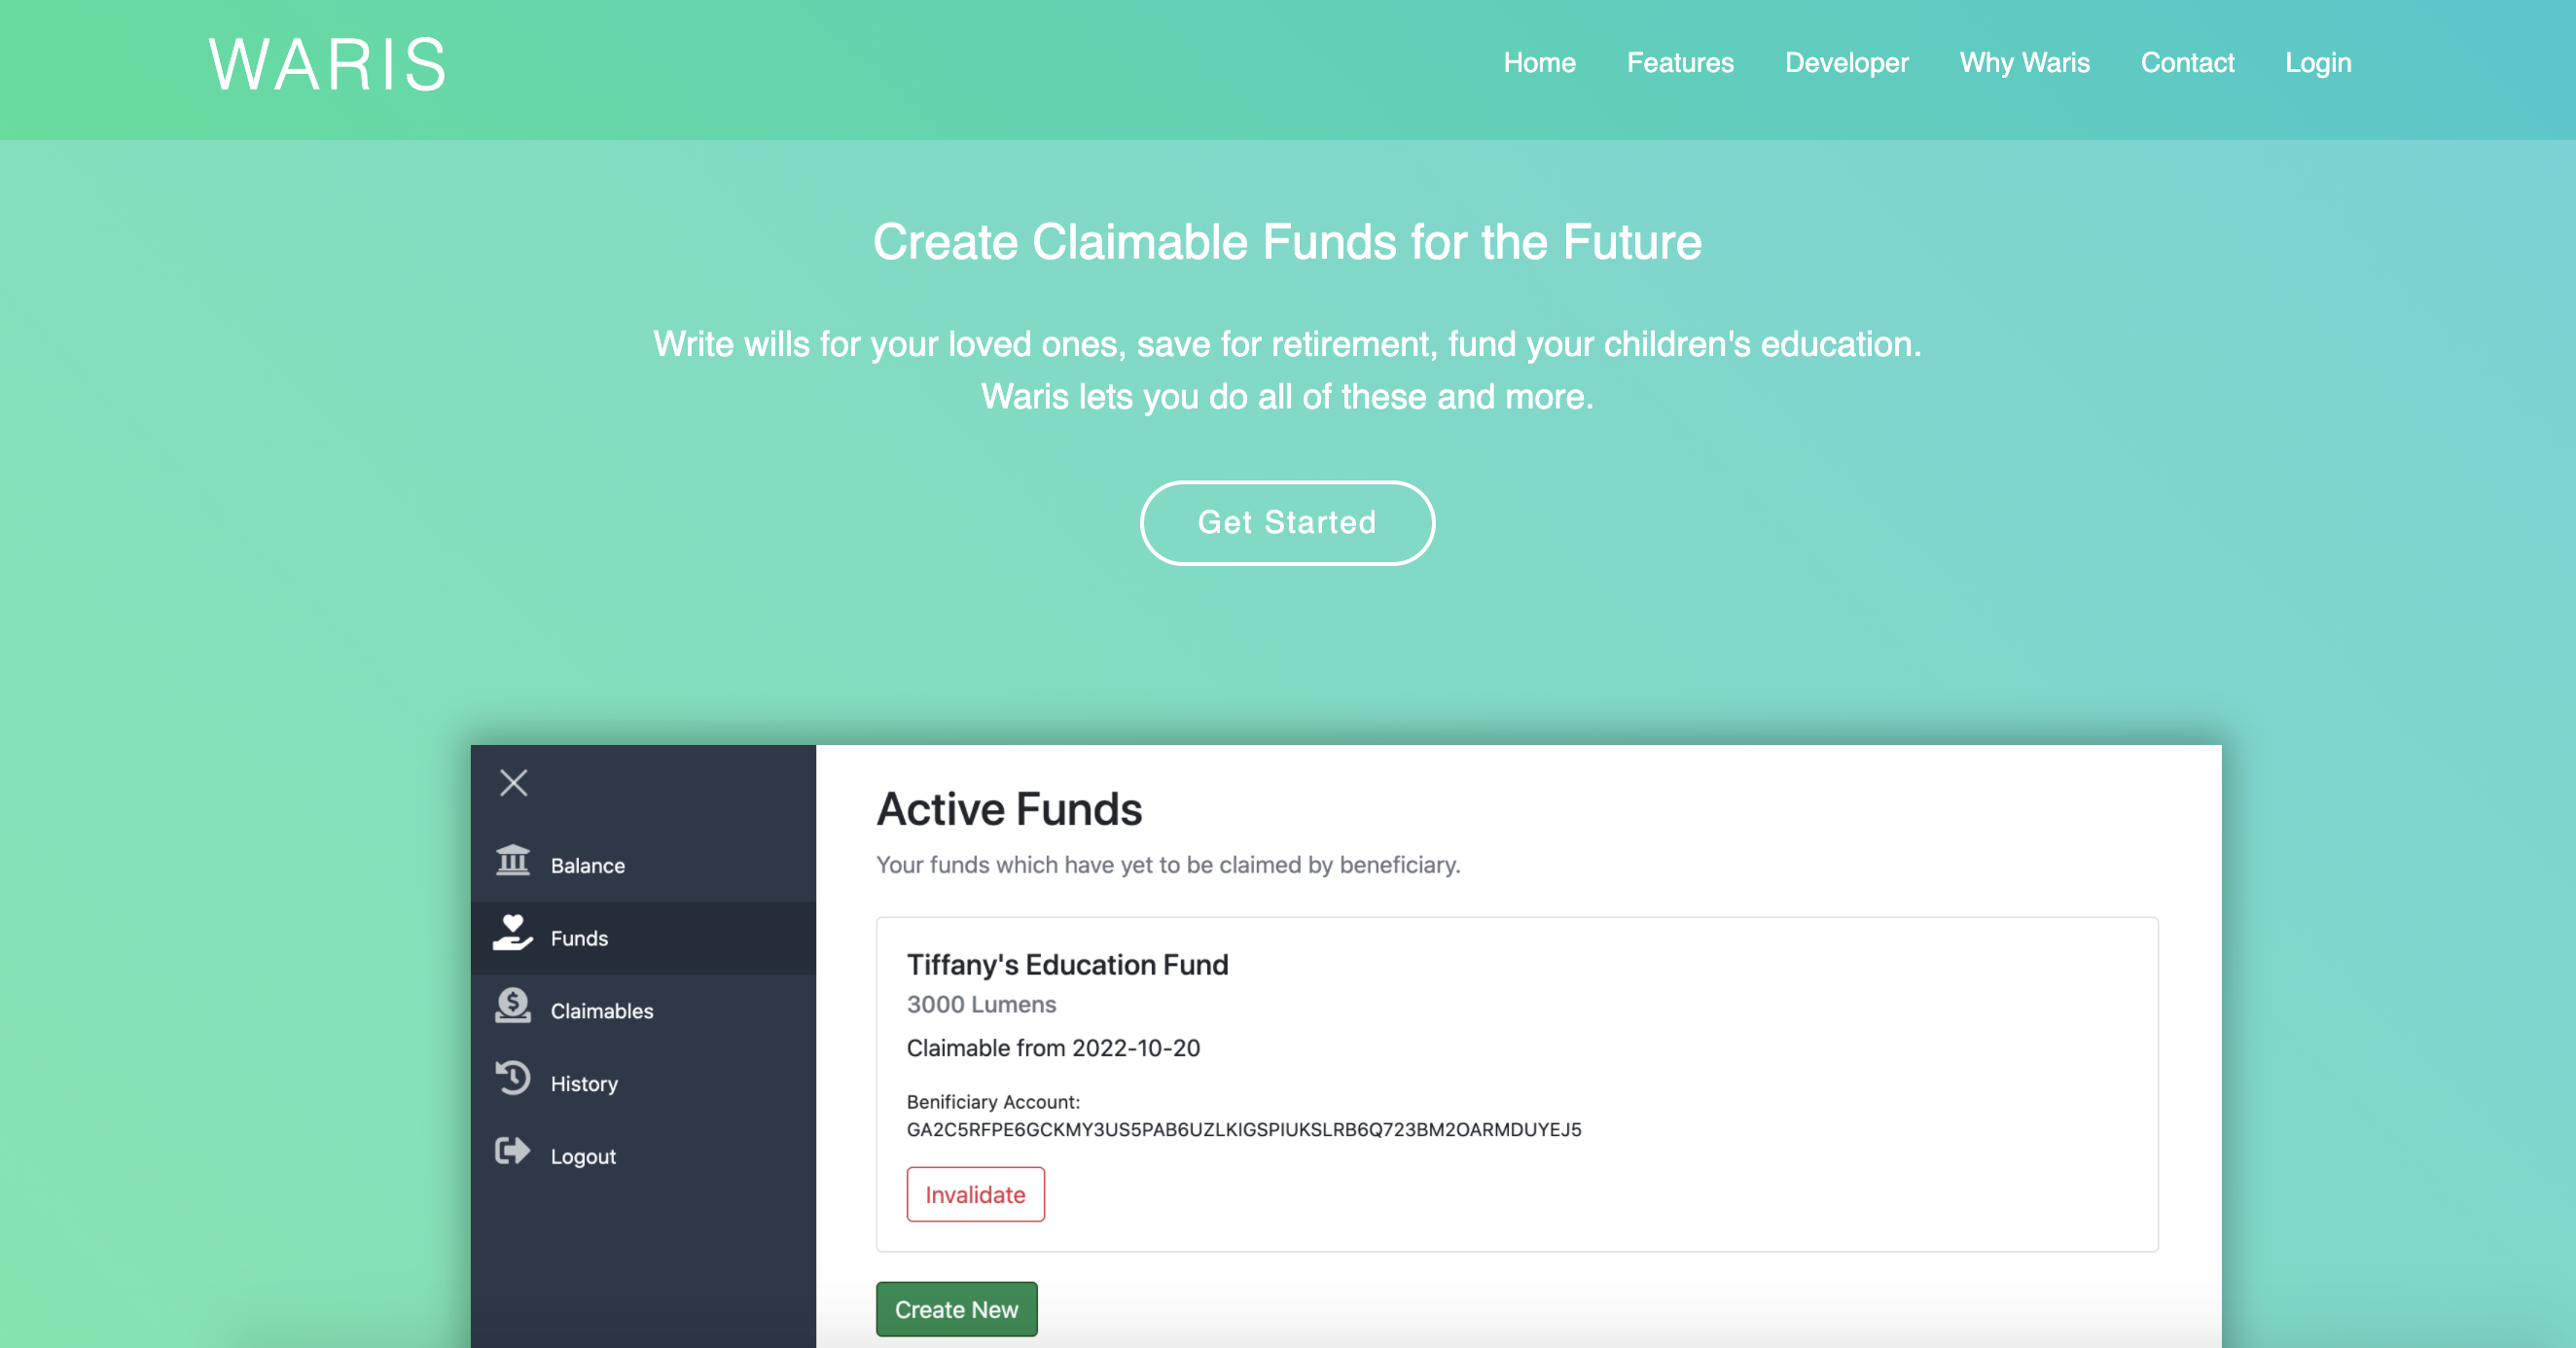 WARIS
Home Features Developer Why Waris Contact Login
Create Claimable Funds for the Future
Write wills for your loved ones, save for retirement, fund your children's education.
Waris lets you do all of these and more.
Get Started
Balance
Funds
Claimables
History
Logout
Active Funds
Your funds which have yet to be claimed by beneficiary.
Tiffany's Education Fund
3000 Lumens
Claimable from 2022-10-20
Benificiary Account:
GA2C5RFPE6GCKMY3US5PAB6UZLKIGSPIUKSLRB6Q723BM2OARMDUYEJ5
Invalidate
Create New